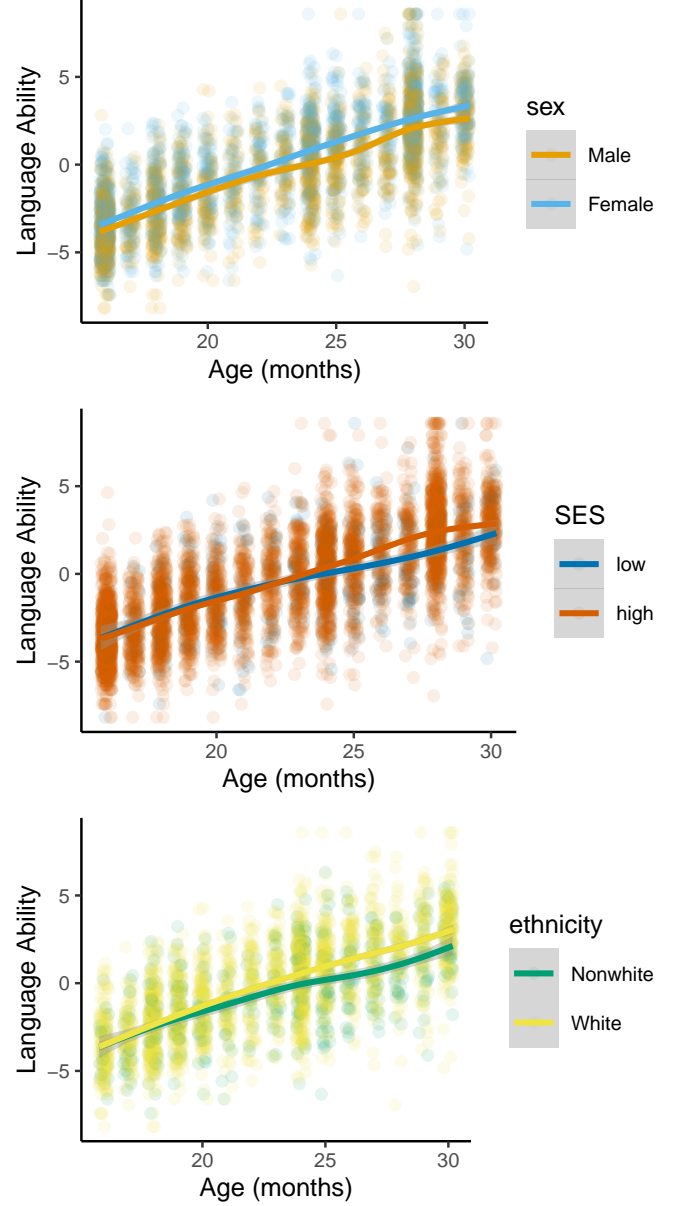 Language Ability
5
0
−5
20
25
30
Age (months)
sex
Male
Female
Language Ability
5
0
−5
20
25
30
Age (months)
SES
low
high
Language Ability
5
0
−5
20
25
30
Age (months)
ethnicity
Nonwhite
White